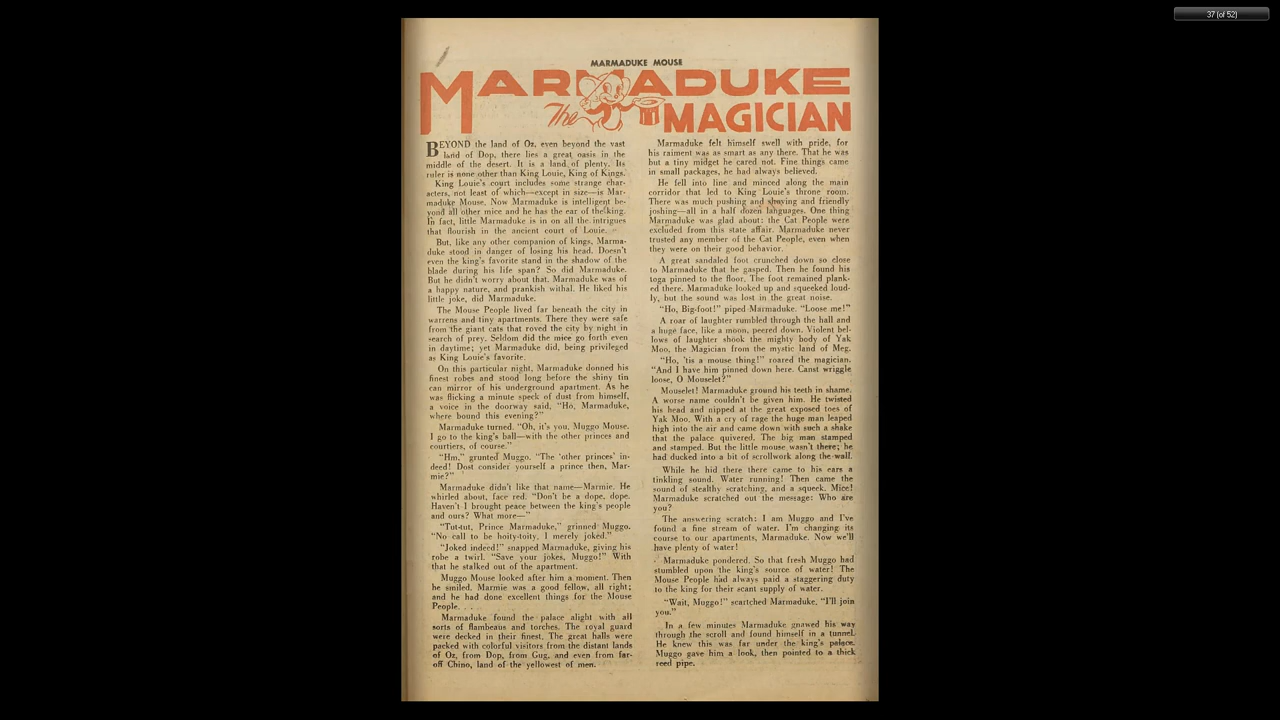 37 (of 52)
MARMADUKE MOUSE
MARMADUKE
The MAGICIAN
BEYOND the land of Oz, even beyond the vast
land of Dop, there lies a great oasis in the
middle of the desert. It is a land of plenty. Its
ruler is none other than King Louie, King of Kings.
King Louie's court includes some strange char-
acters, not least of which—except in size—is Mar-
maduke Mouse. Now Marmaduke is intelligent be-
yond all other mice and he has the ear of the king.
In fact, little Marmaduke is in on all the intrigues
that flourish in the ancient court of Louie.
But, like any other companion of kings, Marma-
duke stood in danger of losing his head. Doesn't
even the king's favorite stand in the shadow of the
blade during his life span? So did Marmaduke.
But he didn't worry about that. Marmaduke was of
a happy nature, and prankish withal. He liked his
little joke, did Marmaduke.
The Mouse People lived far beneath the city in
warrens and tiny apartments. There they were safe
from the giant cats that roved the city by night in
search of prey. Seldom did the mice go forth even
in daytime; yet Marmaduke did, being privileged
as King Louie's favorite.
On this particular night, Marmaduke donned his
finest robes and stood long before the shiny tin
can mirror of his underground apartment. As he
was flicking a minute speck of dust from himself,
a voice in the doorway said, "Ho, Marmaduke,
where bound this evening?"
Marmaduke turned. "Oh, it's you, Muggo Mouse.
I go to the king's ball—with the other princes and
courtiers, of course."
"Hm," grunted Muggo. "The 'other princes' in-
deed! Dost consider yourself a prince then, Mar-
mie?"
Marmaduke didn't like that name—Marmie. He
whirled about, face red. "Don't be a dope, dope.
Haven't I brought peace between the king's people
and ours? What more—"
"Tut-tut, Prince Marmaduke," grinned Muggo.
"No call to be hoity-toity, I merely joked."
"Joked indeed!" snapped Marmaduke, giving his
robe a twirl. "Save your jokes, Muggo!" With
that he stalked out of the apartment.
Muggo Mouse looked after him a moment. Then
he smiled. Marmie was a good fellow, all right;
and he had done excellent things for the Mouse
People. . .
Marmaduke found the palace alight with all
sorts of flambeaus and torches. The royal guard
were decked in their finest. The great halls were
packed with colorful visitors from the distant lands
of Oz, from Dop, from Gug, and even from far-
off Chino, land of the yellowest of men.
Marmaduke felt himself swell with pride, for
his raiment was as smart as any there. That he was
but a tiny midget he cared not. Fine things came
in small packages, he had always believed.
He fell into line and minced along the main
corridor that led to King Louie's throne room.
There was much pushing and shoving and friendly
joshing—all in a half dozen languages. One thing
Marmaduke was glad about: the Cat People were
excluded from this state affair. Marmaduke never
trusted any member of the Cat People, even when
they were on their good behavior.
A great sandaled foot crunched down so close
to Marmaduke that he gasped. Then he found his
toga pinned to the floor. The foot remained plank-
ed there. Marmaduke looked up and squeeked loud-
ly, but the sound was lost in the great noise.
"Ho, Big-foot!" piped Marmaduke. "Loose me!"
A roar of laughter rumbled through the hall and
a huge face, like a moon, peered down. Violent bel-
lows of laughter shook the mighty body of Yak
Moo, the Magician from the mystic land of Meg.
"Ho, 'tis a mouse thing!" roared the magician.
"And I have him pinned down here. Canst wriggle
loose, O Mouselet?"
Mouselet! Marmaduke ground his teeth in shame.
A worse name couldn't be given him. He twisted
his head and nipped at the great exposed toes of
Yak Moo. With a cry of rage the huge man leaped
high into the air and came down with such a shake
that the palace quivered. The big man stamped
and stamped. But the little mouse wasn't there; he
had ducked into a bit of scrollwork along the wall.
While he hid there there came to his ears a
tinkling sound. Water running! Then came the
sound of stealthy scratching, and a squeek. Mice!
Marmaduke scratched out the message: Who are
you?
The answering scratch: I am Muggo and I've
found a fine stream of water. I'm changing its
course to our apartments, Marmaduke. Now we'll
have plenty of water!
Marmaduke pondered. So that fresh Muggo had
stumbled upon the king's source of water! The
Mouse People had always paid a staggering duty
to the king for their scant supply of water.
"Wait, Muggo!" scartched Marmaduke, "I'll join
you."
In a few minutes Marmaduke gnawed his way
through the scroll and found himself in a tunnel.
He knew this was far under the king's palace.
Muggo gave him a look, then pointed to a thick
reed pipe.